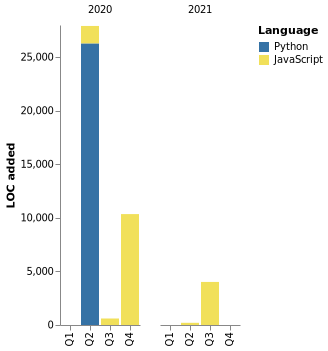 2020 2021
Language
Python
JavaScript
LOC added
25,000
20,000
15,000
10,000
5,000
0
Q1 Q2 Q3 Q4 Q1 Q2 Q3 Q4